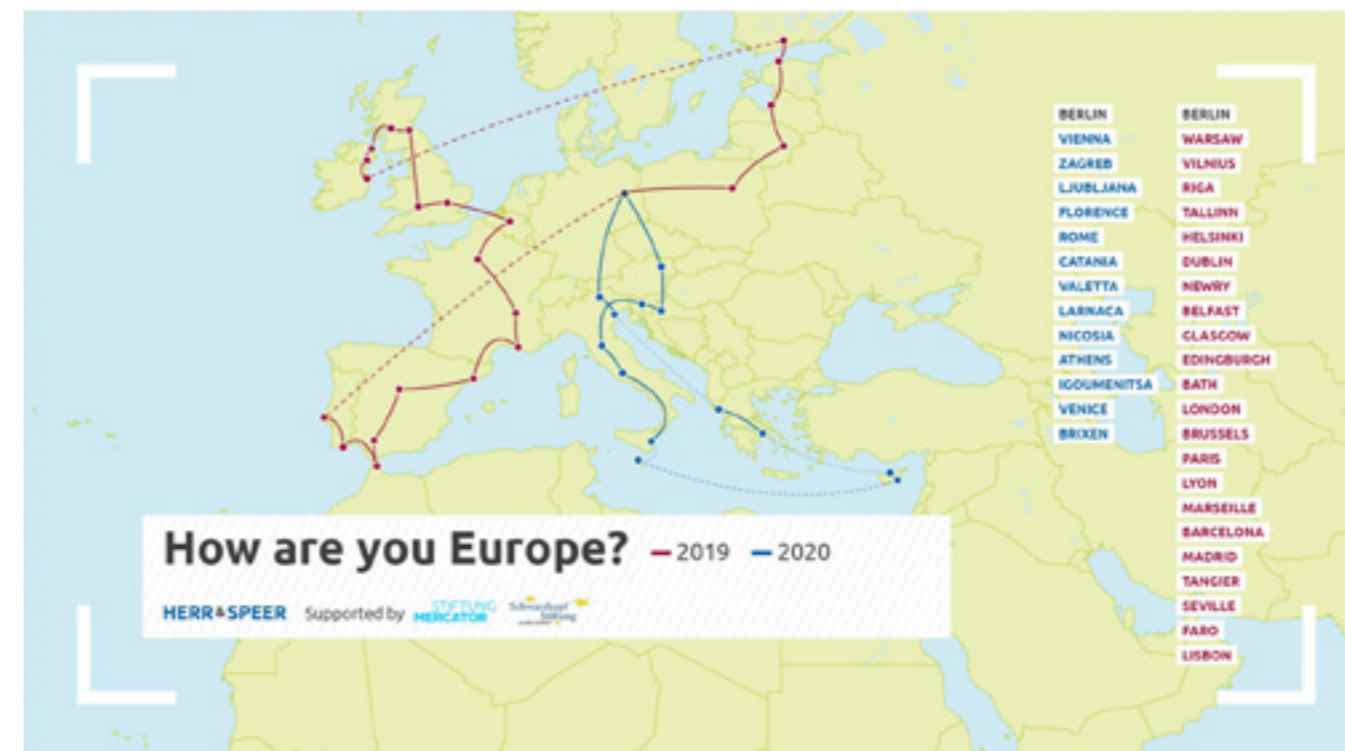 BERLIN
VIENNA
ZAGREB
LJUBLJANA
FLORENCE
ROME
CATANIA
VALETTA
LARNACA
NICOSIA
ATHENS
IGOUMENITSA
VENICE
BRIXEN
BERLIN
WARSAW
VILNIUS
RIGA
TALLINN
HELSINKI
DUBLIN
NEWRY
BELFAST
GLASGOW
EDINGBURGH
BATH
LONDON
BRUSSELS
PARIS
LYON
MARSEILLE
BARCELONA
MADRID
TANGIER
SEVILLE
FARO
LISBON
How are you Europe? 2019 2020
HERR&SPEER Supported by
STIFTUNG
MERCATOR
Schwarzkopf
Stiftung